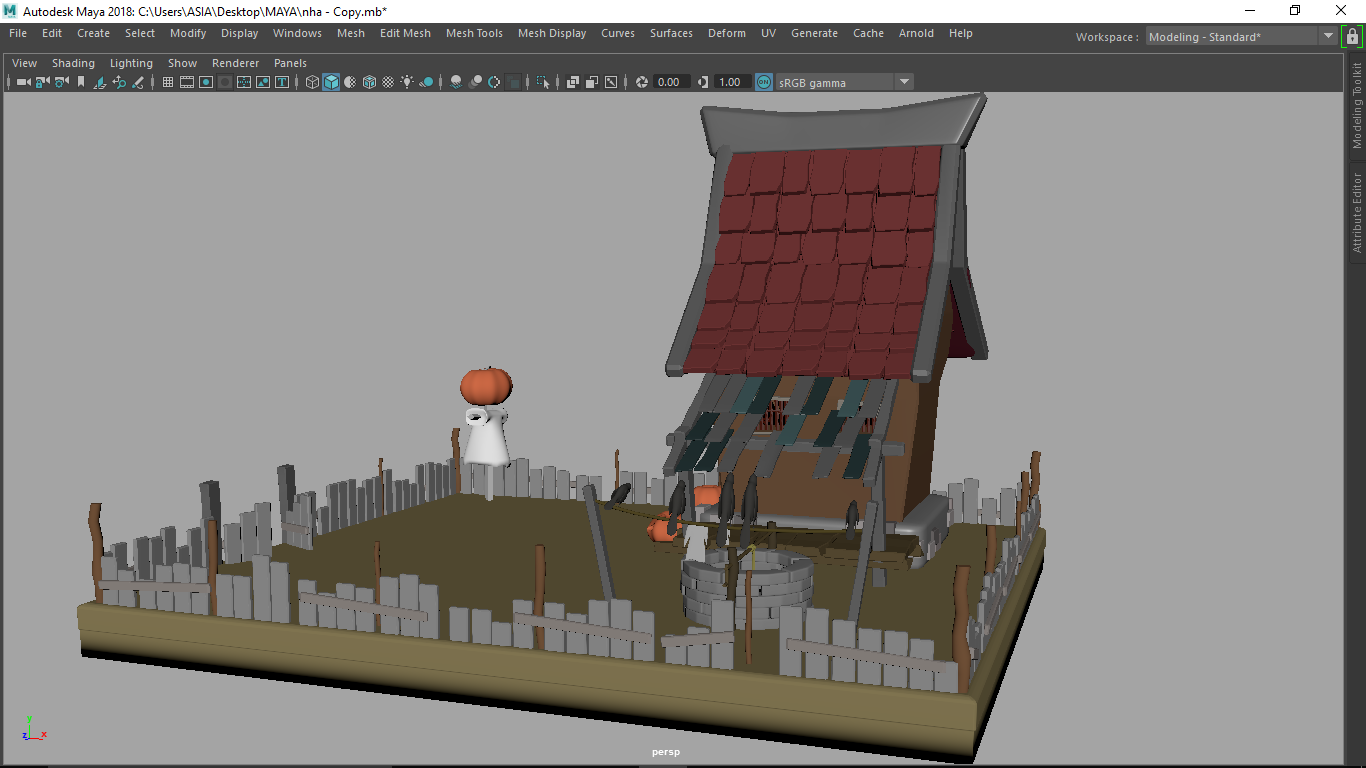 Autodesk Maya 2018: C:\Users\ASIA\Desktop\MAYA\nha - Copy.mb*
File Edit Create Select Modify Display Windows Mesh Edit Mesh Mesh Tools Mesh Display Curves Surfaces Deform UV Generate Cache Arnold Help Workspace : Modeling - Standard*
View Shading Lighting Show Renderer Panels
0.00 1.00 ON sRGB gamma
Modeling Toolkit
Attribute Editor
y
z x
persp